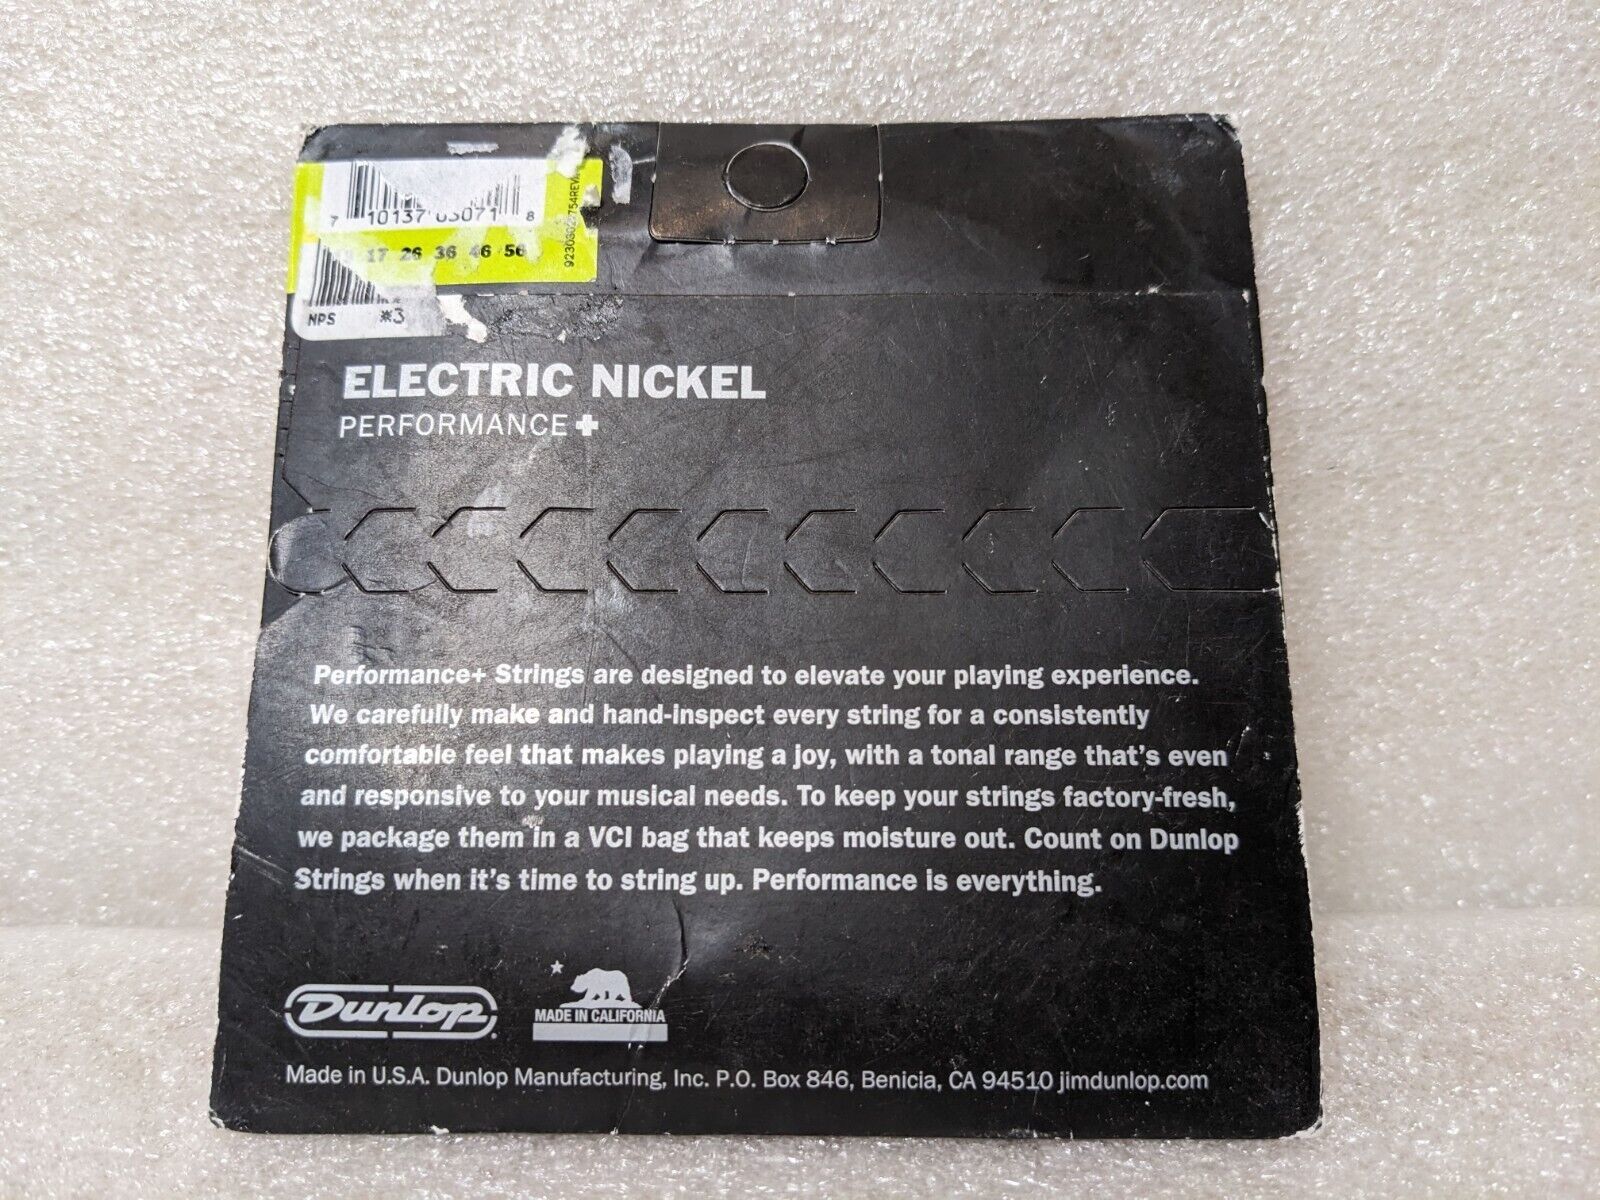 7 10137 03071 8
17 26 36 46 56
NPS *3
ELECTRIC NICKEL
PERFORMANCE+
Performance+ Strings are designed to elevate your playing experience.
We carefully make and hand-inspect every string for a consistently
comfortable feel that makes playing a joy, with a tonal range that's even
and responsive to your musical needs. To keep your strings factory-fresh,
we package them in a VCI bag that keeps moisture out. Count on Dunlop
Strings when it's time to string up. Performance is everything.
Dunlop
MADE IN CALIFORNIA
Made in U.S.A. Dunlop Manufacturing, Inc. P.O. Box 846, Benicia, CA 94510 jimdunlop.com